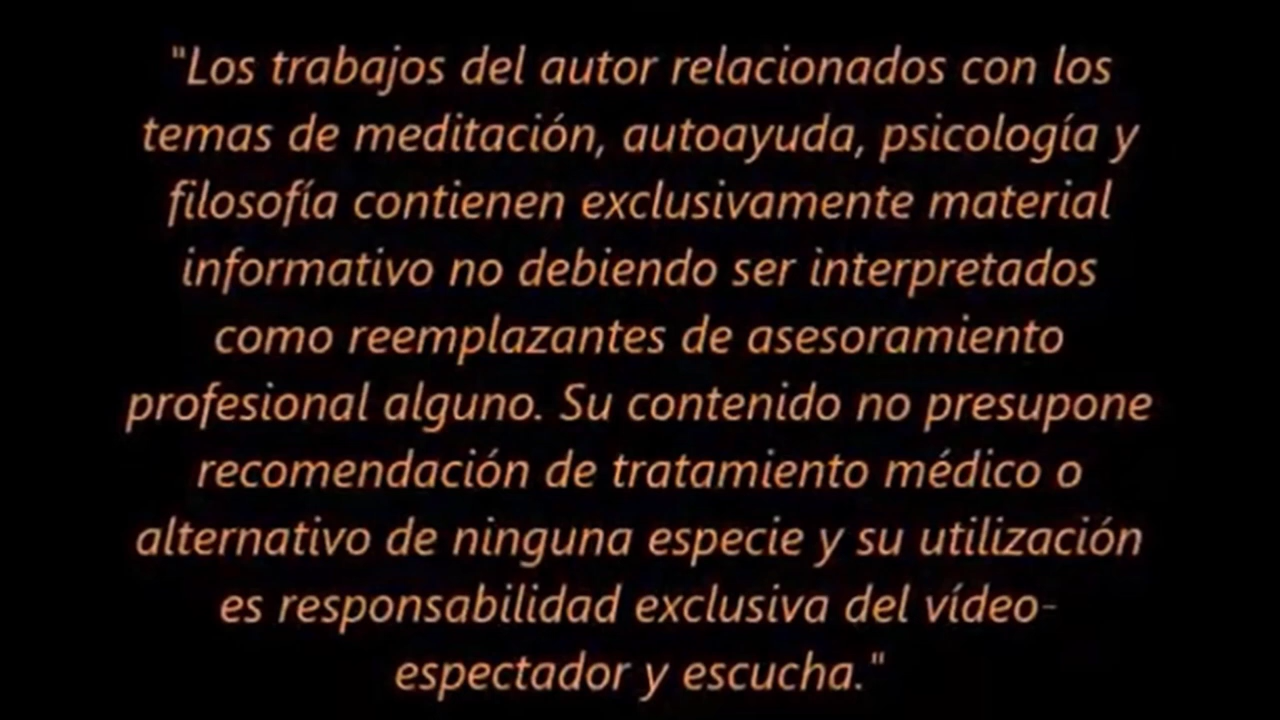 "Los trabajos del autor relacionados con los
temas de meditación, autoayuda, psicología y
filosofía contienen exclusivamente material
informativo no debiendo ser interpretados
como reemplazantes de asesoramiento
profesional alguno. Su contenido no presupone
recomendación de tratamiento médico o
alternativo de ninguna especie y su utilización
es responsabilidad exclusiva del vídeo-
espectador y escucha."